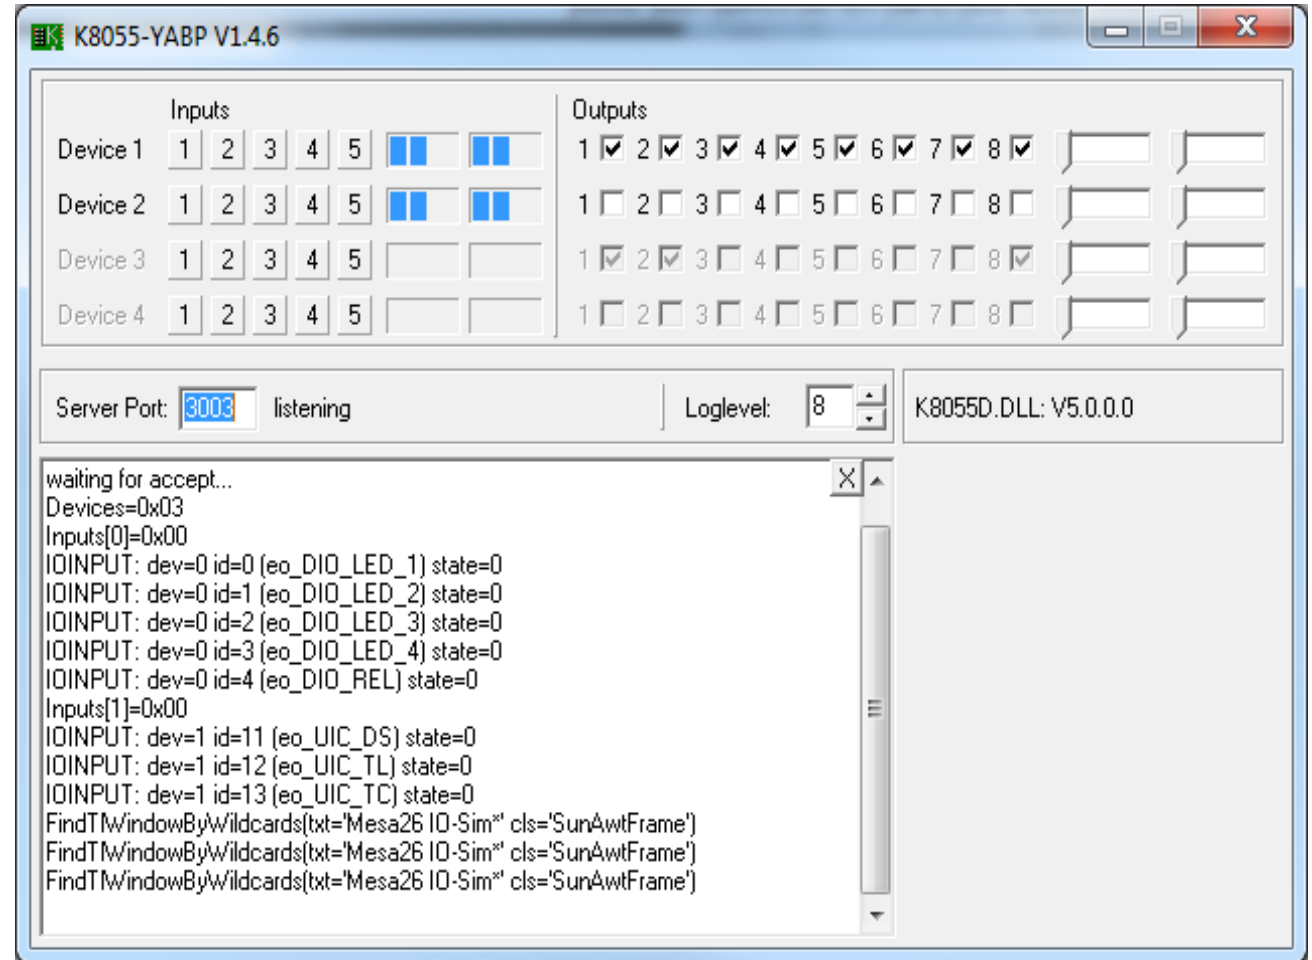 K8055-YABP V1.4.6
Inputs Outputs
Device 1 1 2 3 4 5 1 2 3 4 5 6 7 8
Device 2 1 2 3 4 5 1 2 3 4 5 6 7 8
Device 3 1 2 3 4 5 1 2 3 4 5 6 7 8
Device 4 1 2 3 4 5 1 2 3 4 5 6 7 8
Server Port: 3003 listening Loglevel: 8 K8055D.DLL: V5.0.0.0
waiting for accept... X
Devices=0x03
Inputs[0]=0x00
IOINPUT: dev=0 id=0 (eo_DIO_LED_1) state=0
IOINPUT: dev=0 id=1 (eo_DIO_LED_2) state=0
IOINPUT: dev=0 id=2 (eo_DIO_LED_3) state=0
IOINPUT: dev=0 id=3 (eo_DIO_LED_4) state=0
IOINPUT: dev=0 id=4 (eo_DIO_REL) state=0
Inputs[1]=0x00
IOINPUT: dev=1 id=11 (eo_UIC_DS) state=0
IOINPUT: dev=1 id=12 (eo_UIC_TL) state=0
IOINPUT: dev=1 id=13 (eo_UIC_TC) state=0
FindTIWindowByWildcards(txt='Mesa26 IO-Sim*' cls='SunAwtFrame')
FindTIWindowByWildcards(txt='Mesa26 IO-Sim*' cls='SunAwtFrame')
FindTIWindowByWildcards(txt='Mesa26 IO-Sim*' cls='SunAwtFrame')